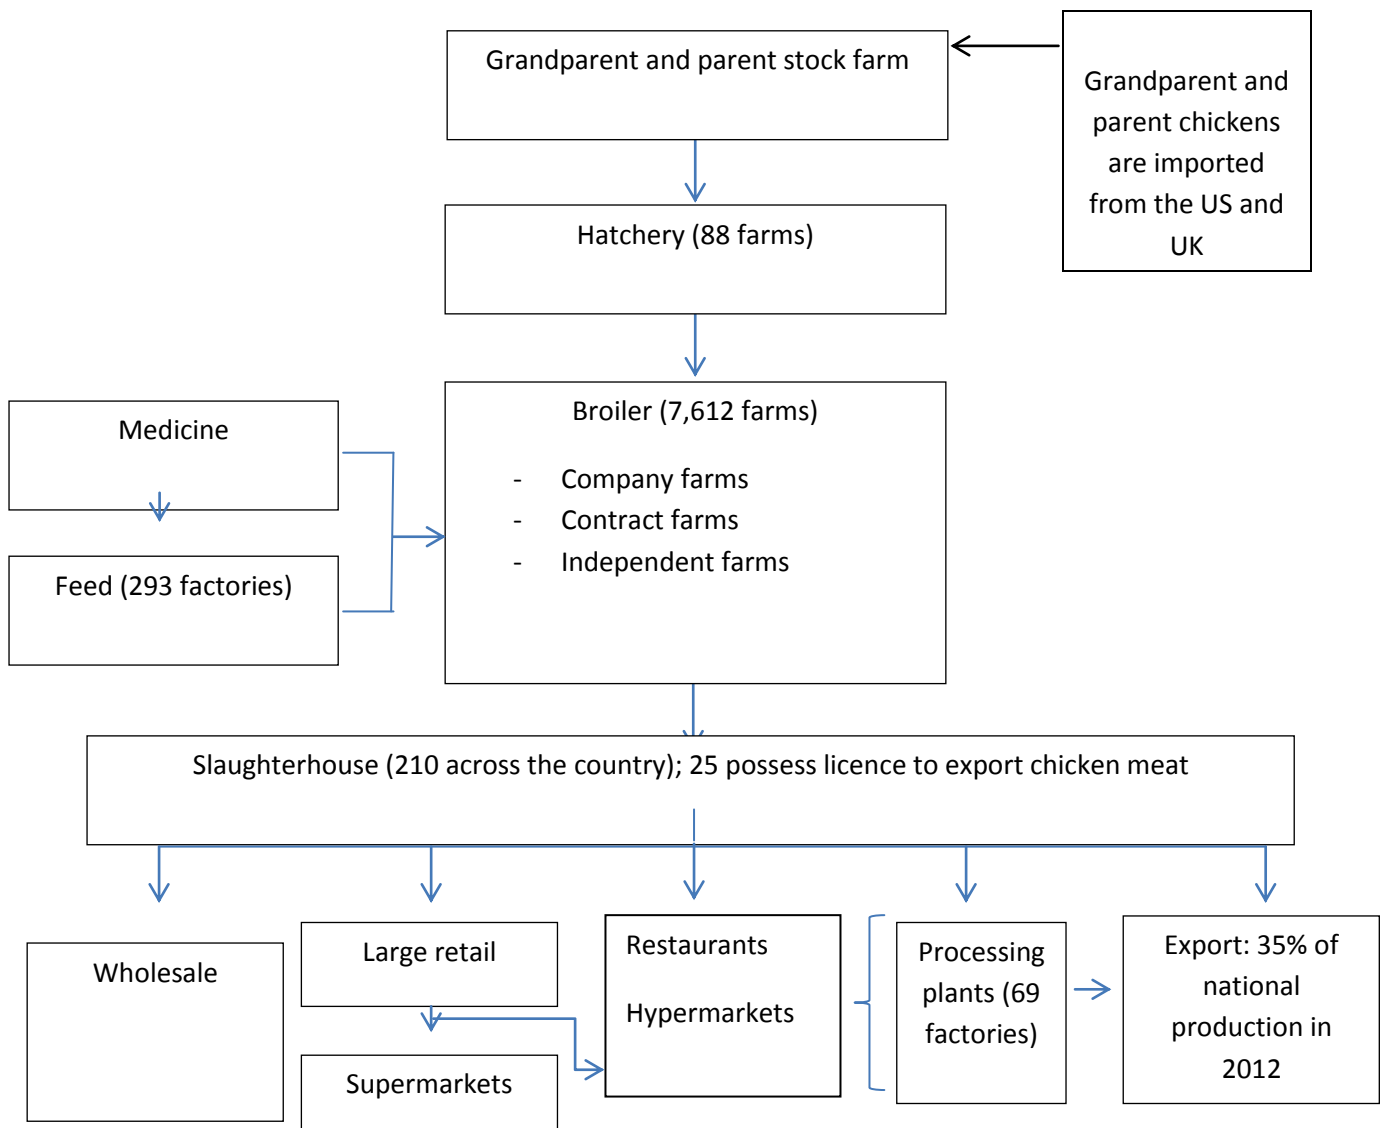 Grandparent and parent stock farm
Grandparent and
parent chickens
are imported
from the US and
UK
Hatchery (88 farms)
Broiler (7,612 farms)
- Company farms
- Contract farms
- Independent farms
Medicine
Feed (293 factories)
Slaughterhouse (210 across the country); 25 possess licence to export chicken meat
Wholesale
Large retail
Supermarkets
Restaurants
Hypermarkets
Processing
plants (69
factories)
Export: 35% of
national
production in
2012